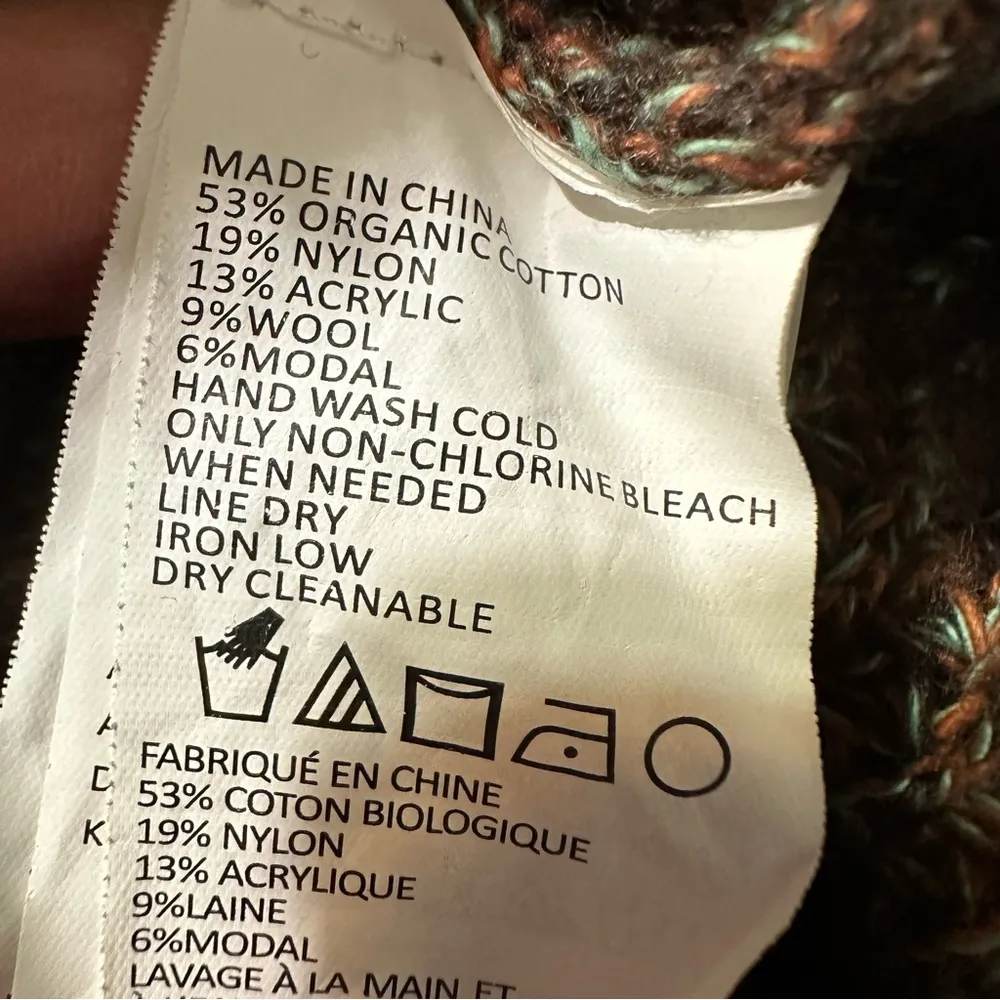 MADE IN CHINA
53% ORGANIC COTTON
19% NYLON
13% ACRYLIC
9%WOOL
6%MODAL
HAND WASH COLD
ONLY NON-CHLORINE BLEACH
WHEN NEEDED
LINE DRY
IRON LOW
DRY CLEANABLE
FABRIQUÉ EN CHINE
53% COTON BIOLOGIQUE
19% NYLON
13% ACRYLIQUE
9%LAINE
6%MODAL
LAVAGE À LA MAIN ET